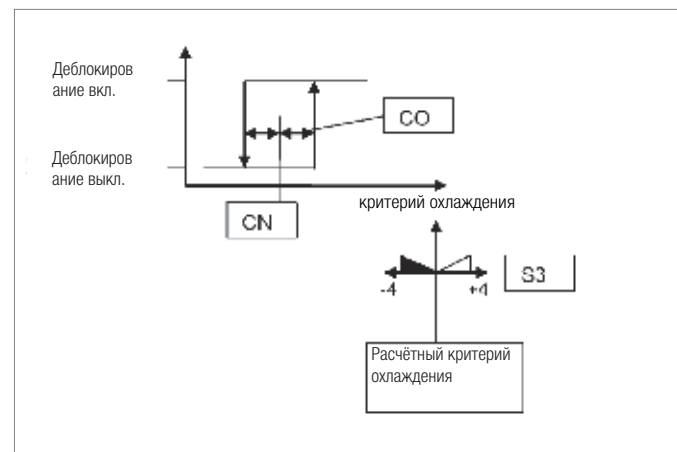 Деблокиров
ание вкл.
CO
Деблокиров
ание выкл.
критерий охлаждения
CN
-4
+4
S3
Расчётный критерий
охлаждения